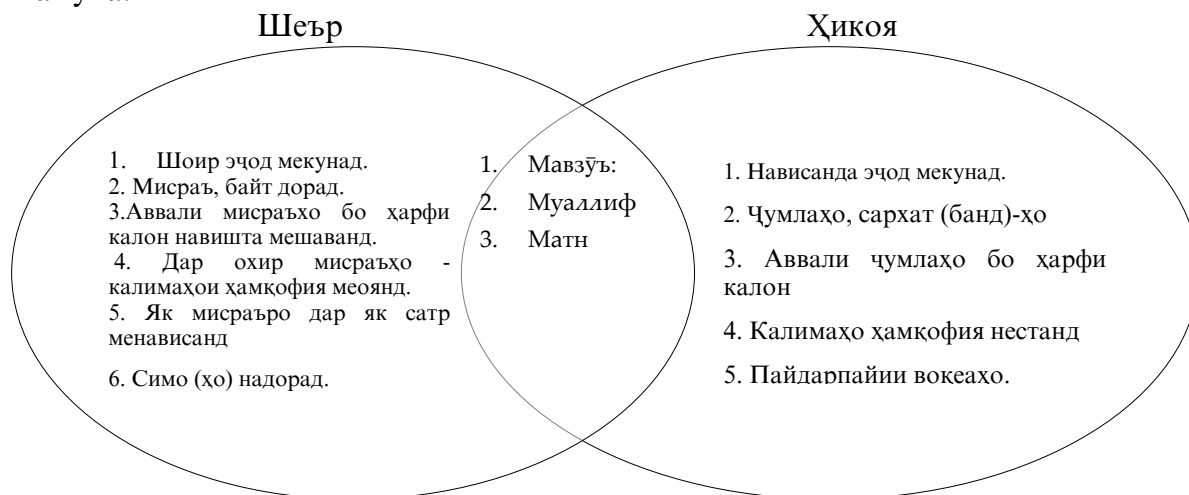 Шеър
Ҳикоя
1. Шоир эҷод мекунад.
2. Мисраъ, байт дорад.
3.Аввали мисраъҳо бо ҳарфи
калон навишта мешаванд.
4. Дар охир мисраъҳо -
калимаҳои ҳамқофия меоянд.
5. Як мисраъро дар як сатр
менависанд
6. Симо (ҳо) надорад.
1. Мавзӯъ:
2. Муаллиф
3. Матн
1. Нависанда эҷод мекунад.
2. Ҷумлаҳо, сархат (банд)-ҳо
3. Аввали ҷумлаҳо бо ҳарфи
калон
4. Калимаҳо ҳамқофия нестанд
5. Пайдарпайии воқеаҳо.